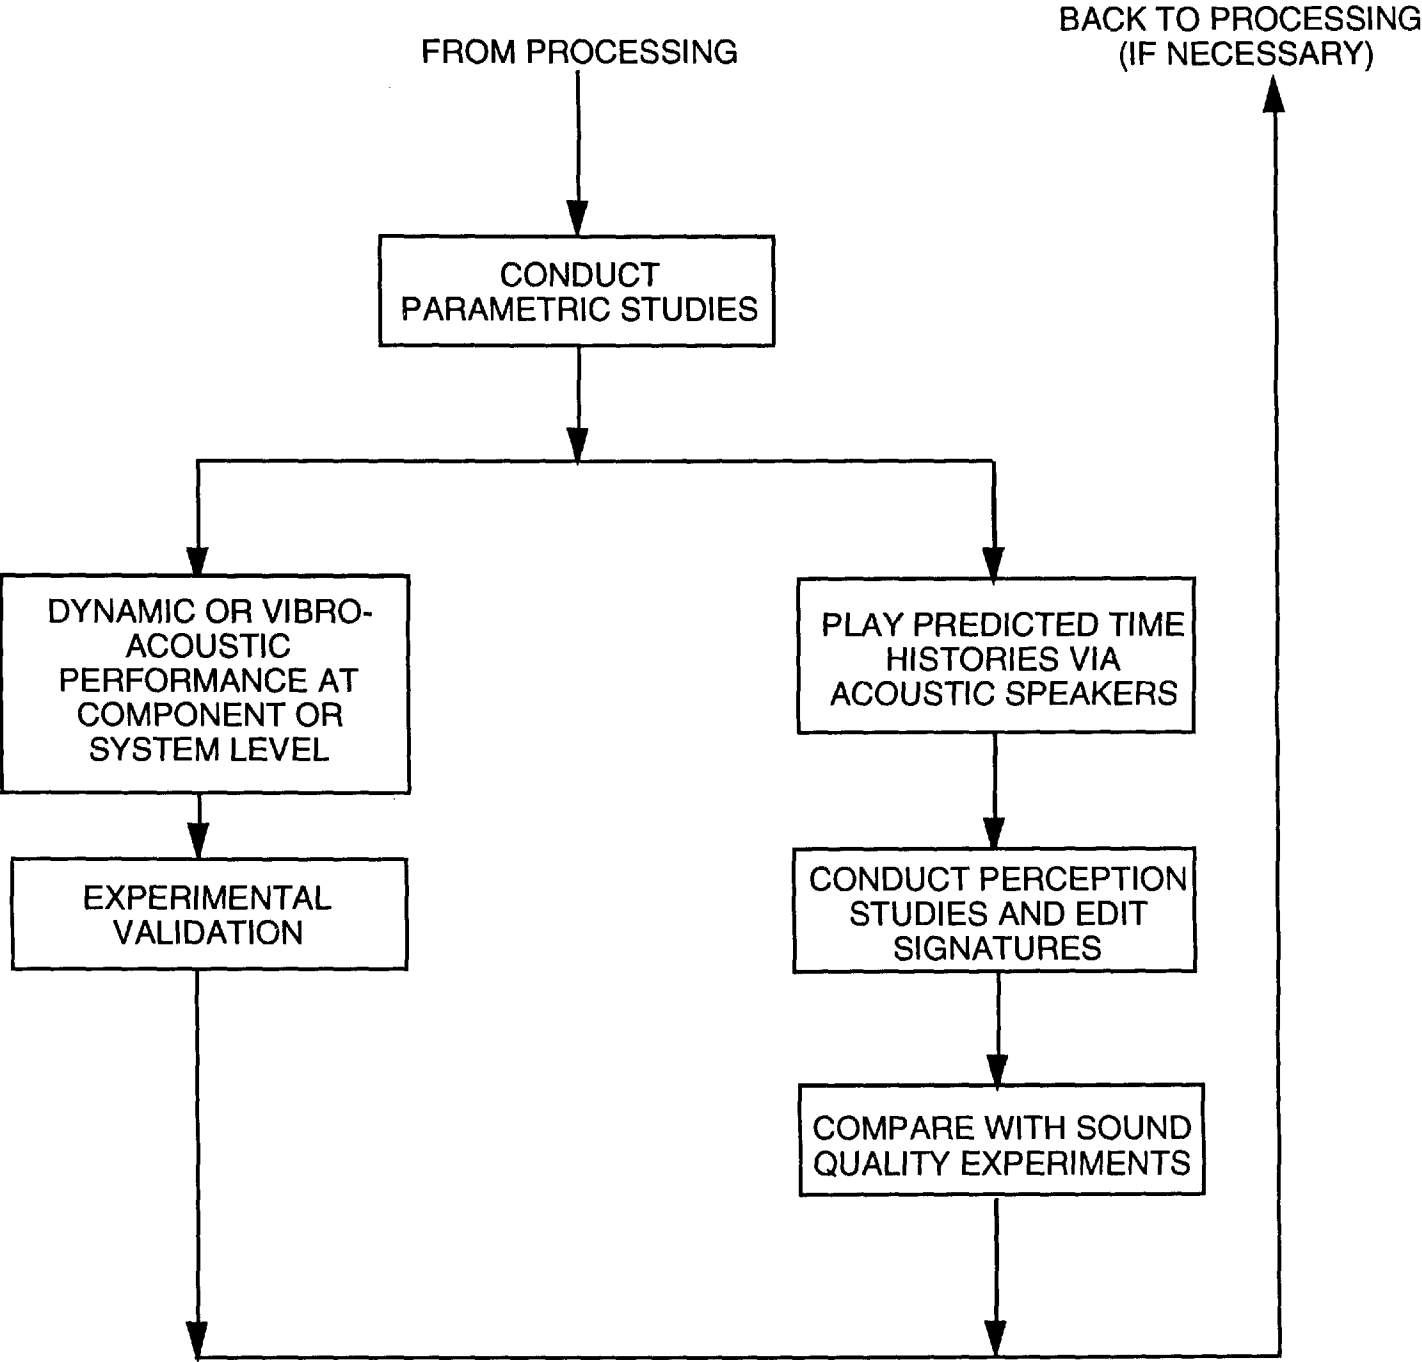 BACK TO PROCESSING
(IF NECESSARY)
FROM PROCESSING
CONDUCT
PARAMETRIC STUDIES
DYNAMIC OR VIBRO-
ACOUSTIC
PERFORMANCE AT
COMPONENT OR
SYSTEM LEVEL
EXPERIMENTAL
VALIDATION
PLAY PREDICTED TIME
HISTORIES VIA
ACOUSTIC SPEAKERS
CONDUCT PERCEPTION
STUDIES AND EDIT
SIGNATURES
COMPARE WITH SOUND
QUALITY EXPERIMENTS